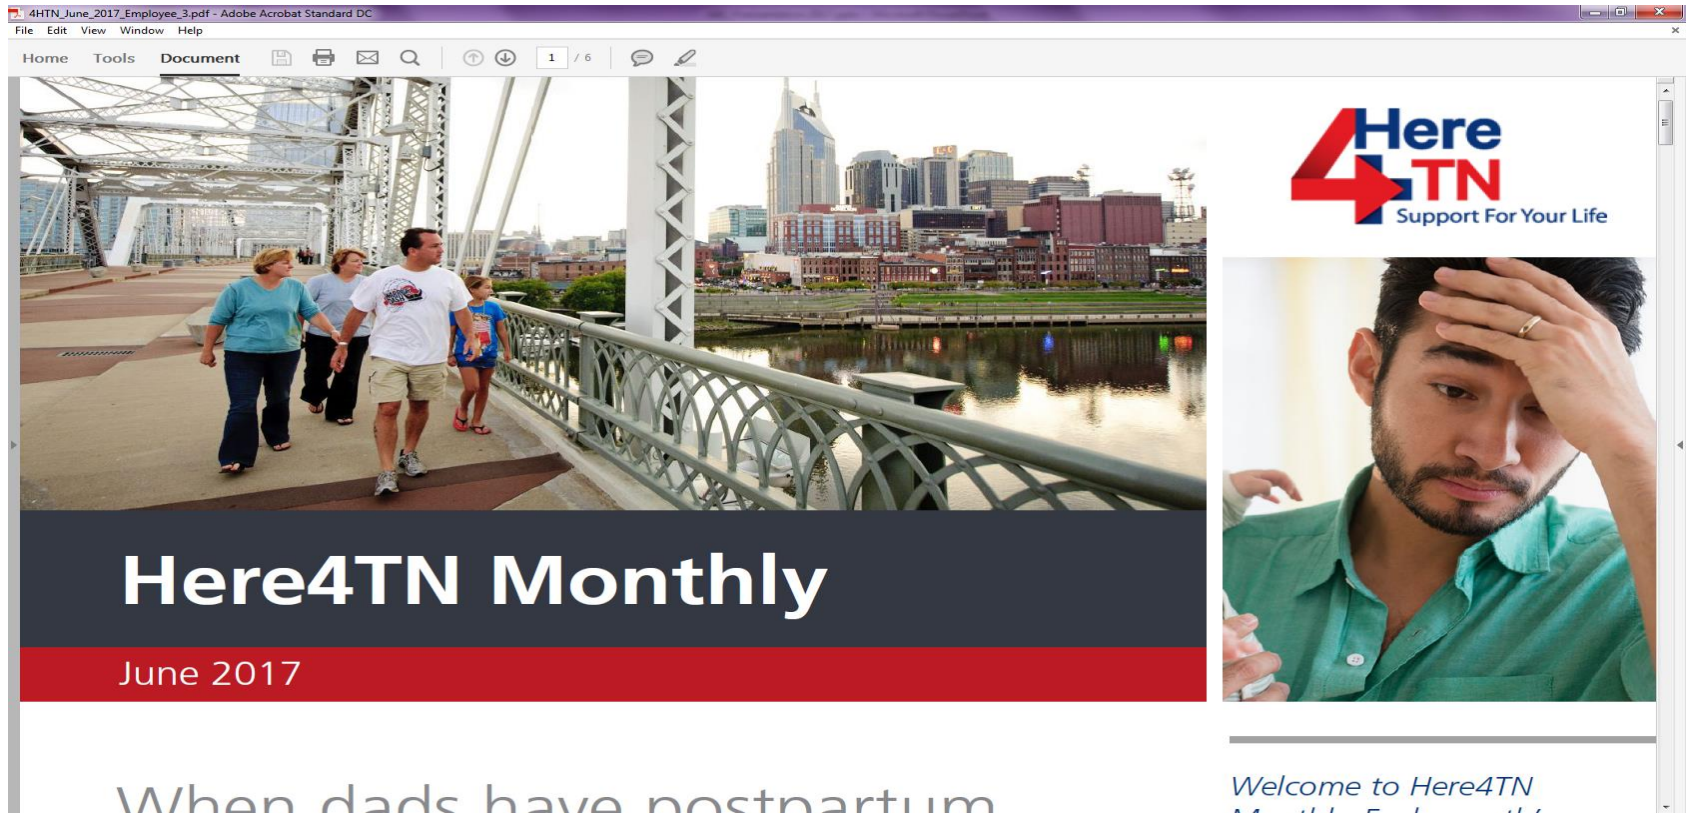 4HTN_June_2017_Employee_3.pdf - Adobe Acrobat Standard DC
File Edit View Window Help
Home Tools Document 1 / 6
Here
4
TN
Support For Your Life
Here4TN Monthly
June 2017
When dads have postpartum
Welcome to Here4TN
Monthly